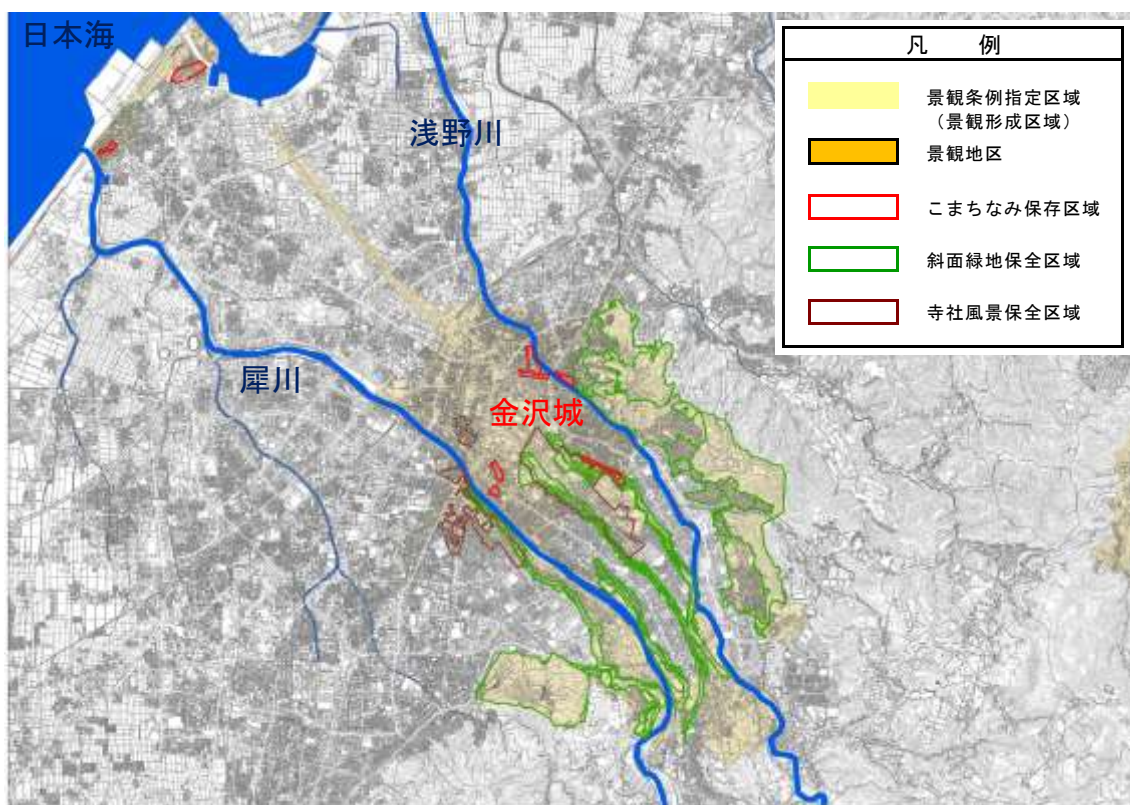 日本海
凡 例
景観条例指定区域
(景観形成区域)
景観地区
こまちなみ保存区域
斜面緑地保全区域
寺社風景保全区域
浅野川
犀川
金沢城